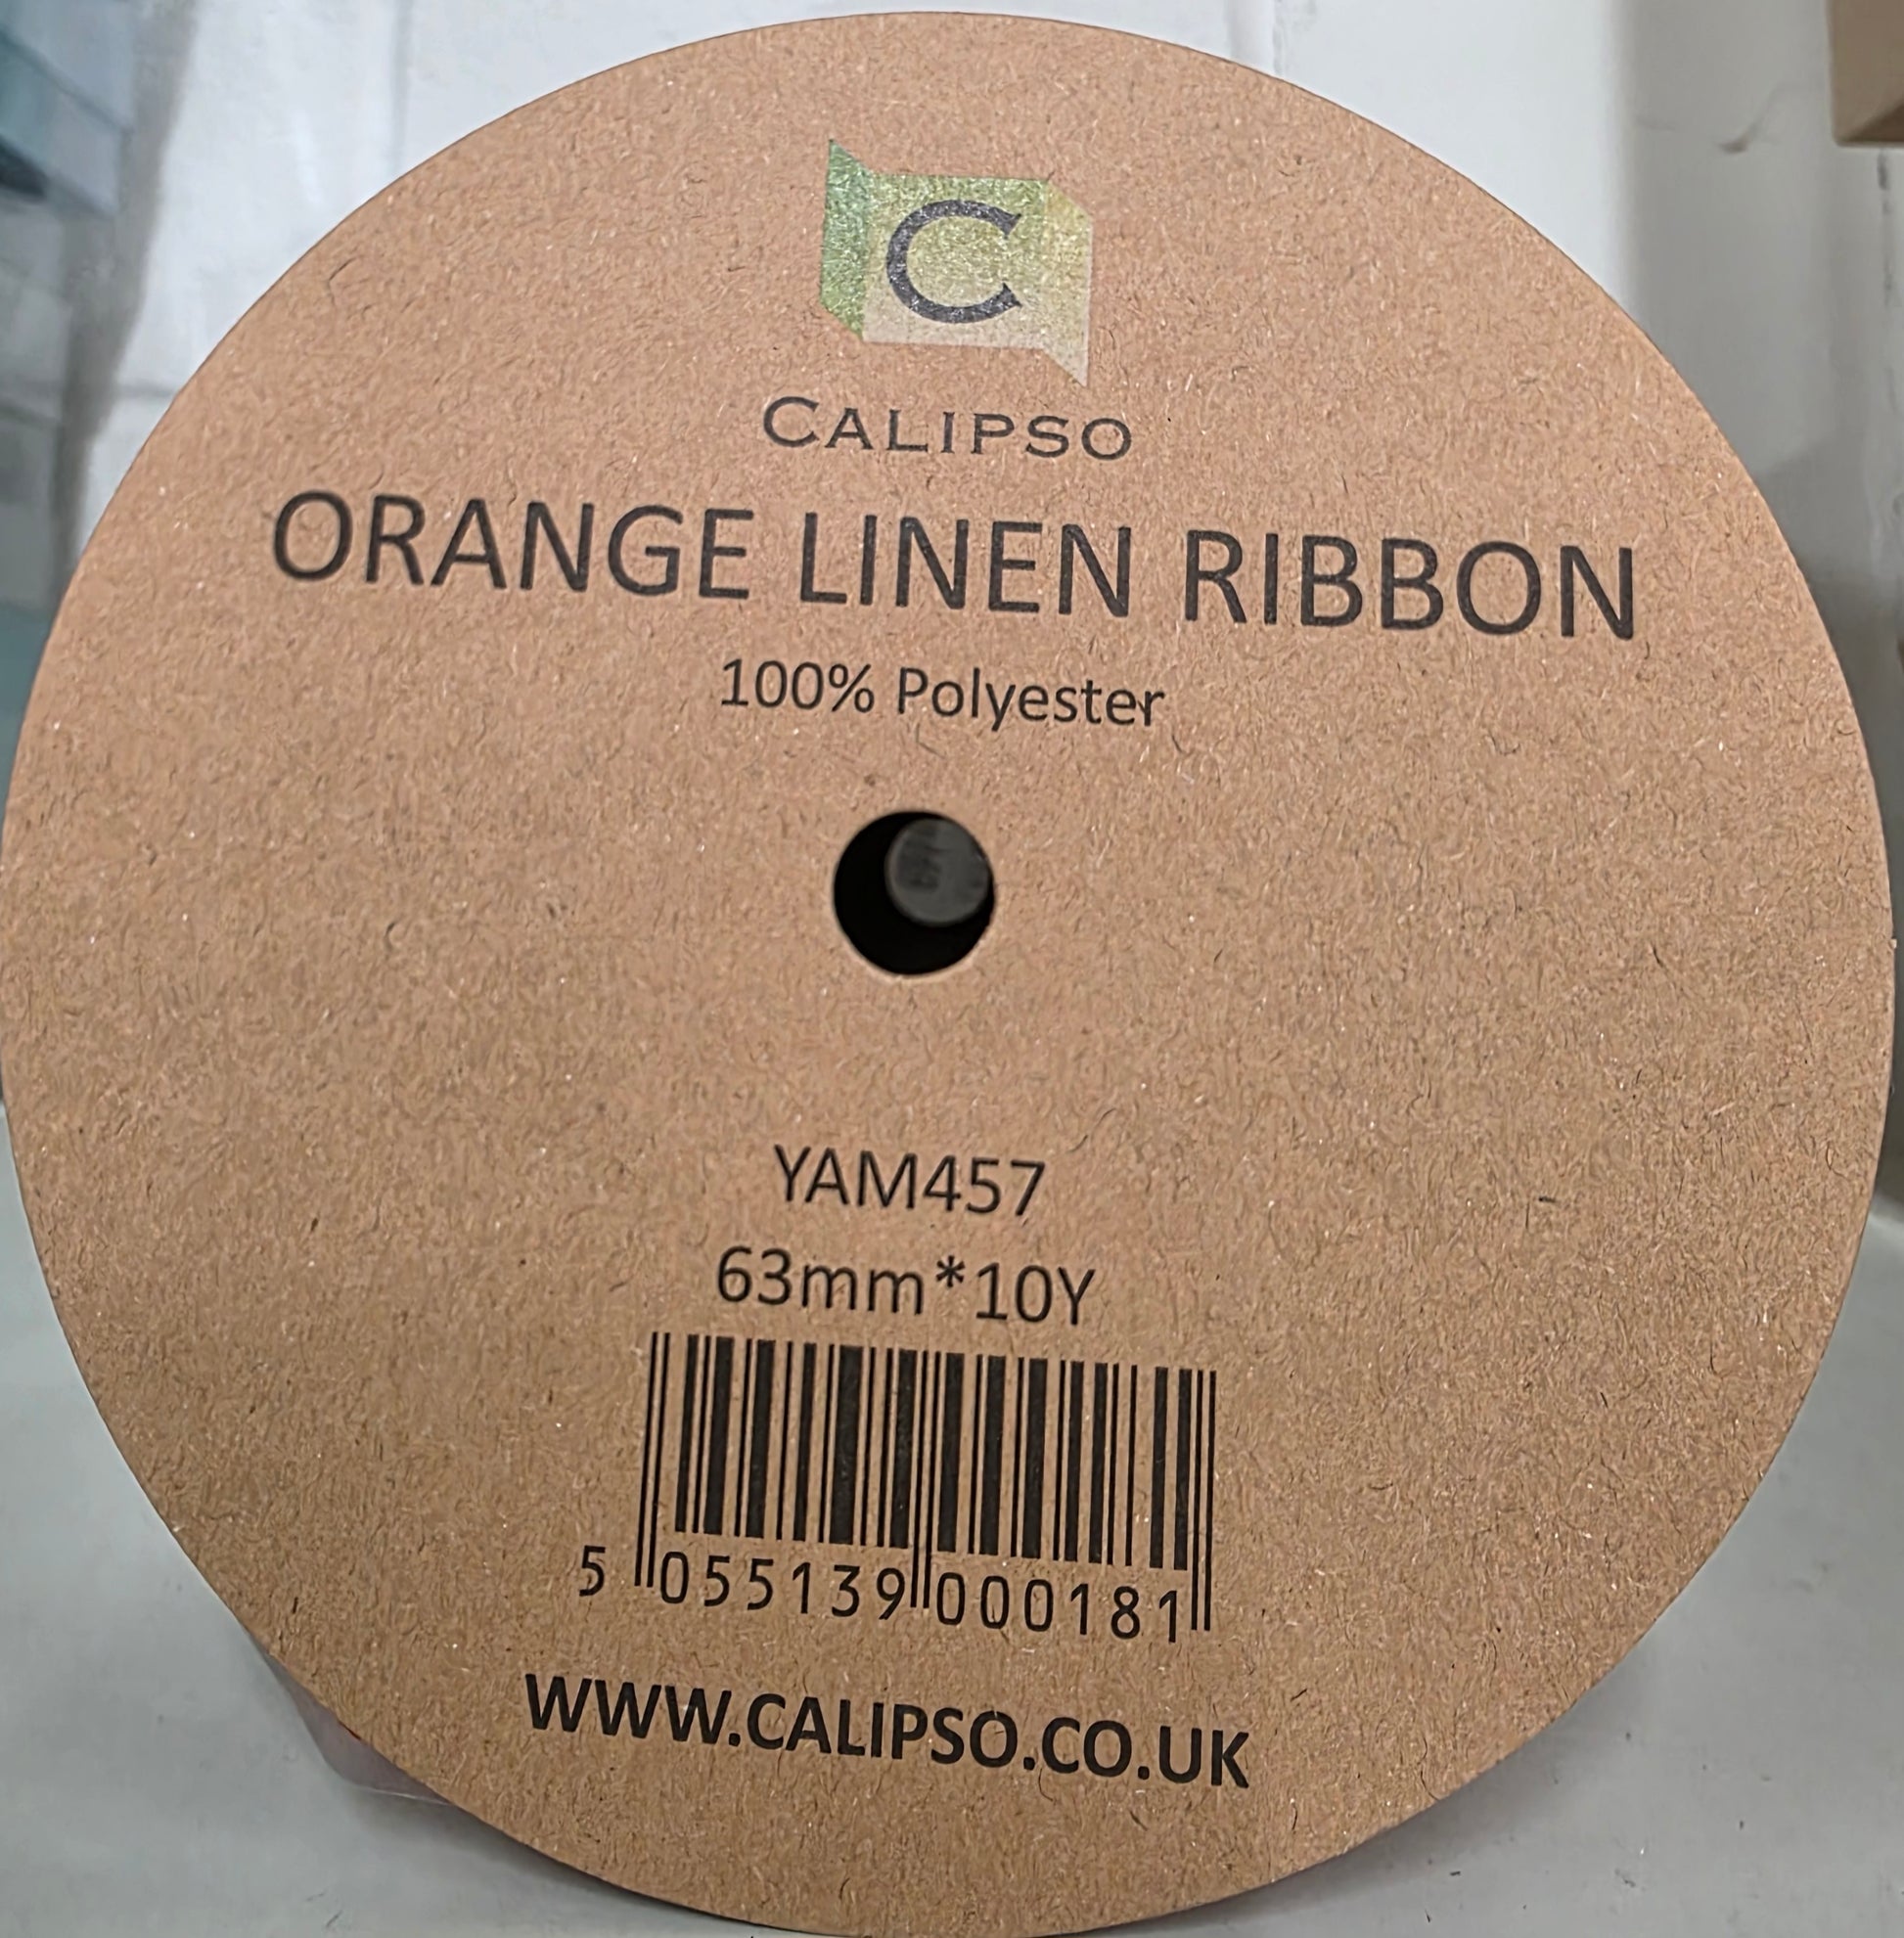 C
CALIPSO
ORANGE LINEN RIBBON
100% Polyester
YAM457
63mm*10Y
5 055139 000181
WWW.CALIPSO.CO.UK